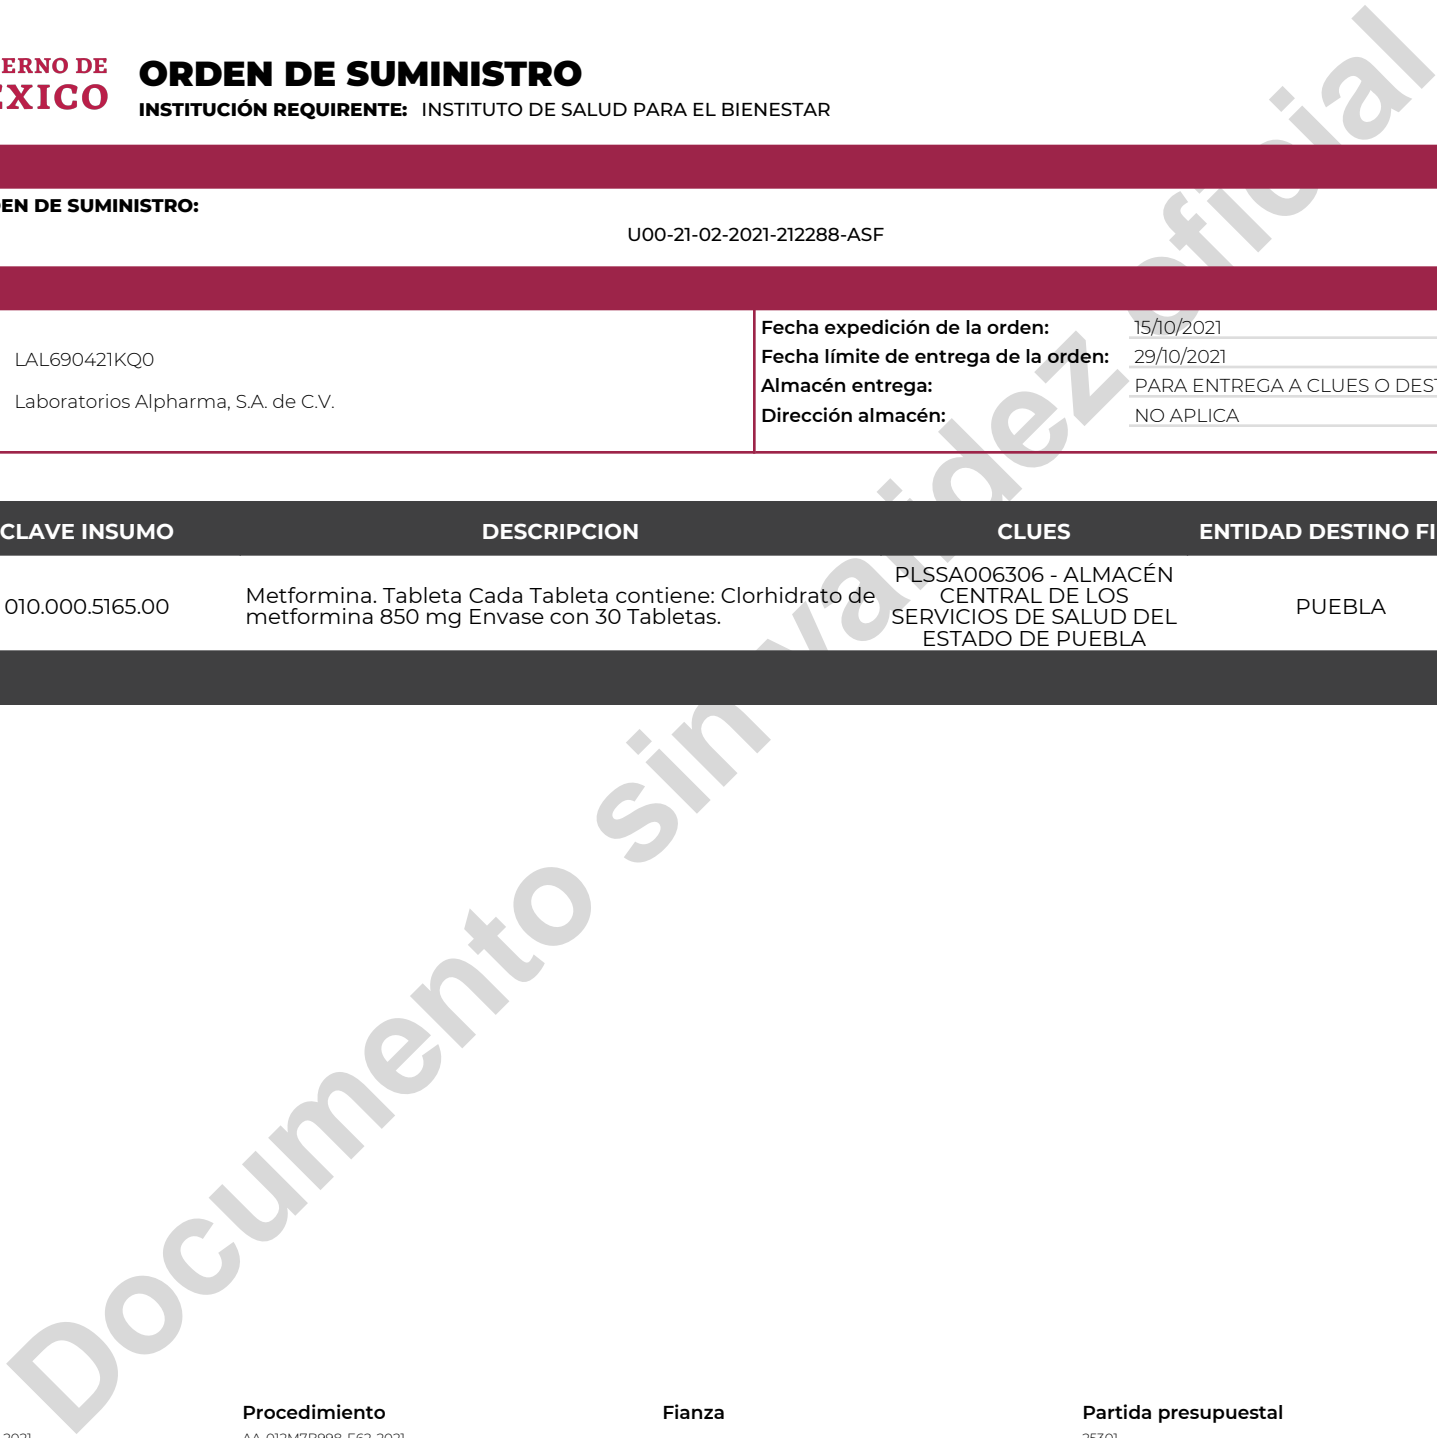 ERNO DE
EXICO
ORDEN DE SUMINISTRO
INSTITUCIÓN REQUIRENTE: INSTITUTO DE SALUD PARA EL BIENESTAR
EN DE SUMINISTRO:
U00-21-02-2021-212288-ASF
LAL690421KQ0
Laboratorios Alpharma, S.A. de C.V.
Fecha expedición de la orden: 15/10/2021
Fecha límite de entrega de la orden: 29/10/2021
Almacén entrega: PARA ENTREGA A CLUES O DEST
Dirección almacén: NO APLICA
CLAVE INSUMO DESCRIPCION CLUES ENTIDAD DESTINO FI
010.000.5165.00
Metformina. Tableta Cada Tableta contiene: Clorhidrato de
metformina 850 mg Envase con 30 Tabletas.
PLSSA006306 - ALMACÉN
CENTRAL DE LOS
SERVICIOS DE SALUD DEL
ESTADO DE PUEBLA
PUEBLA
Documento sin validez oficial
Procedimiento Fianza Partida presupuestal